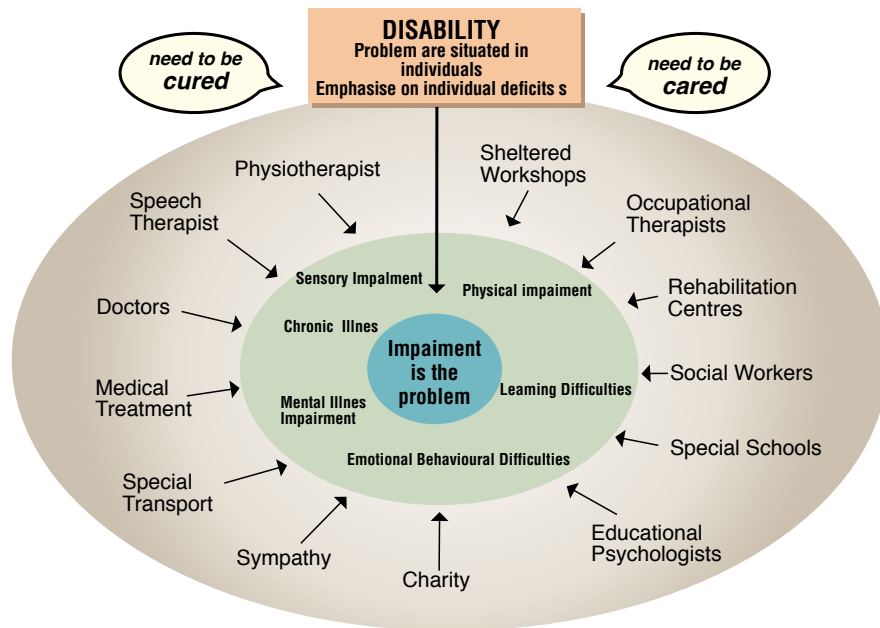 DISABILITY
Problem are situated in
individuals
Emphasise on individual deficits s
need to be
cured
need to be
cared
Physiotherapist
Sheltered
Workshops
Speech
Therapist
Occupational
Therapists
Doctors
Rehabilitation
Centres
Medical
Treatment
Social Workers
Special
Transport
Special Schools
Sympathy
Charity
Educational
Psychologists
Sensory Impalment
Physical impaiment
Chronic Illnes
Impaiment
is the
problem
Mental Illnes
Impairment
Leaming Difficulties
Emotional Behavioural Difficulties